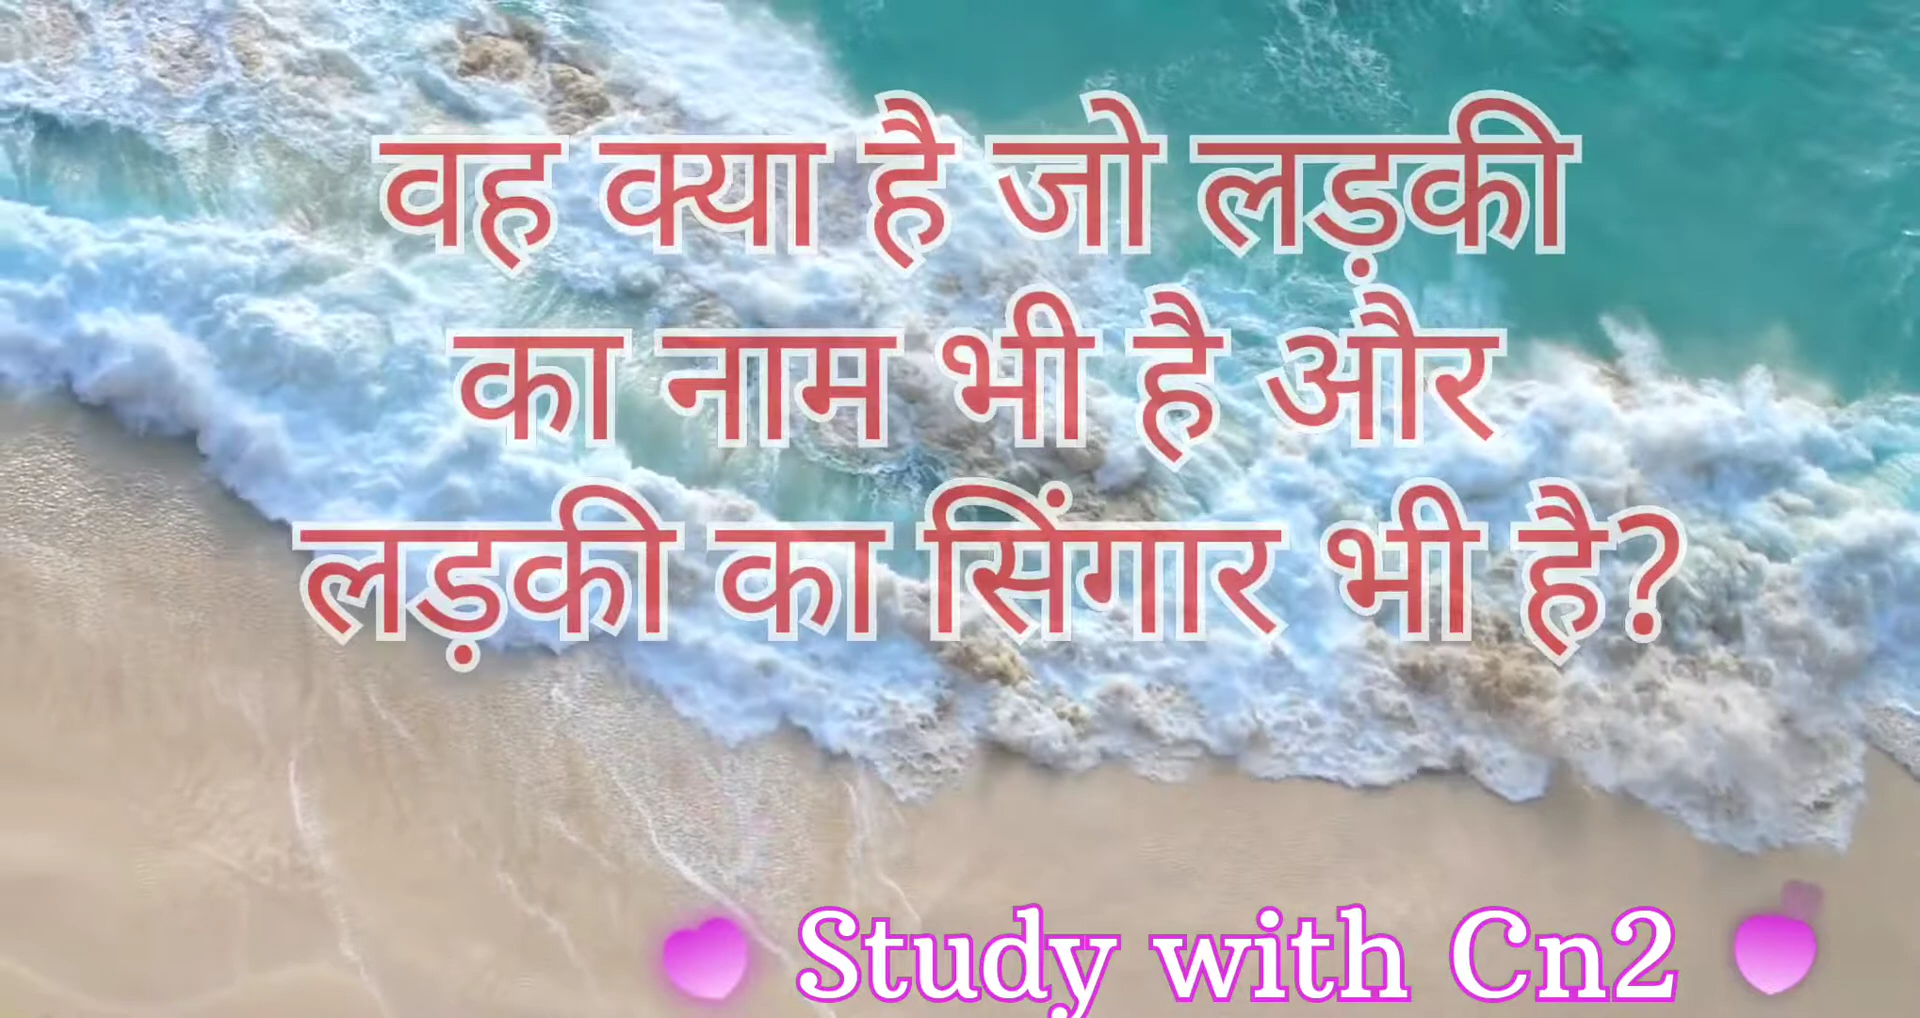 वह क्या है जो लड़की
का नाम भी है और
लड़की का सिंगार भी है?
Study with Cn2